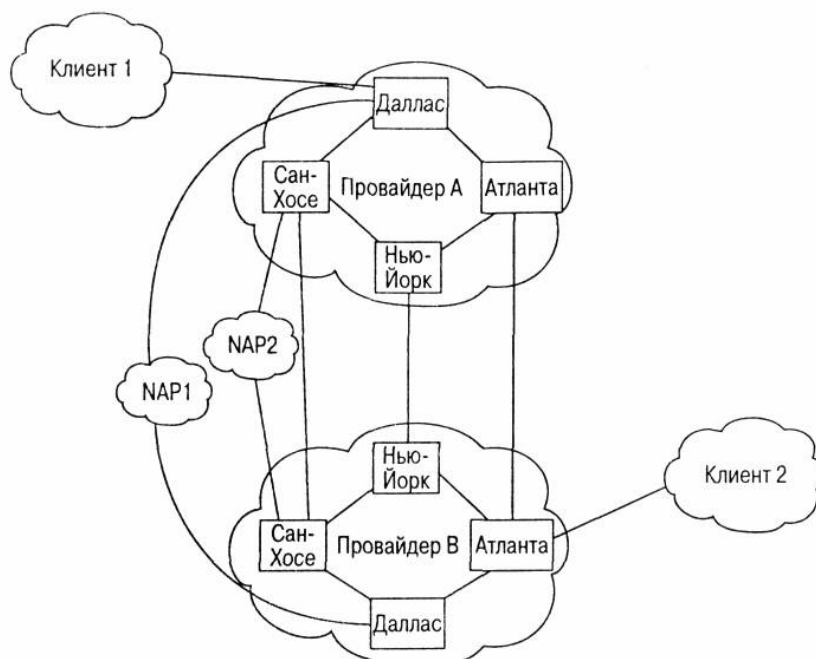 Клиент 1
Даллас
Сан-
Хосе
Провайдер А
Атланта
Нью-
Йорк
NAP2
NAP1
Нью-
Йорк
Клиент 2
Сан-
Хосе
Провайдер В
Атланта
Даллас